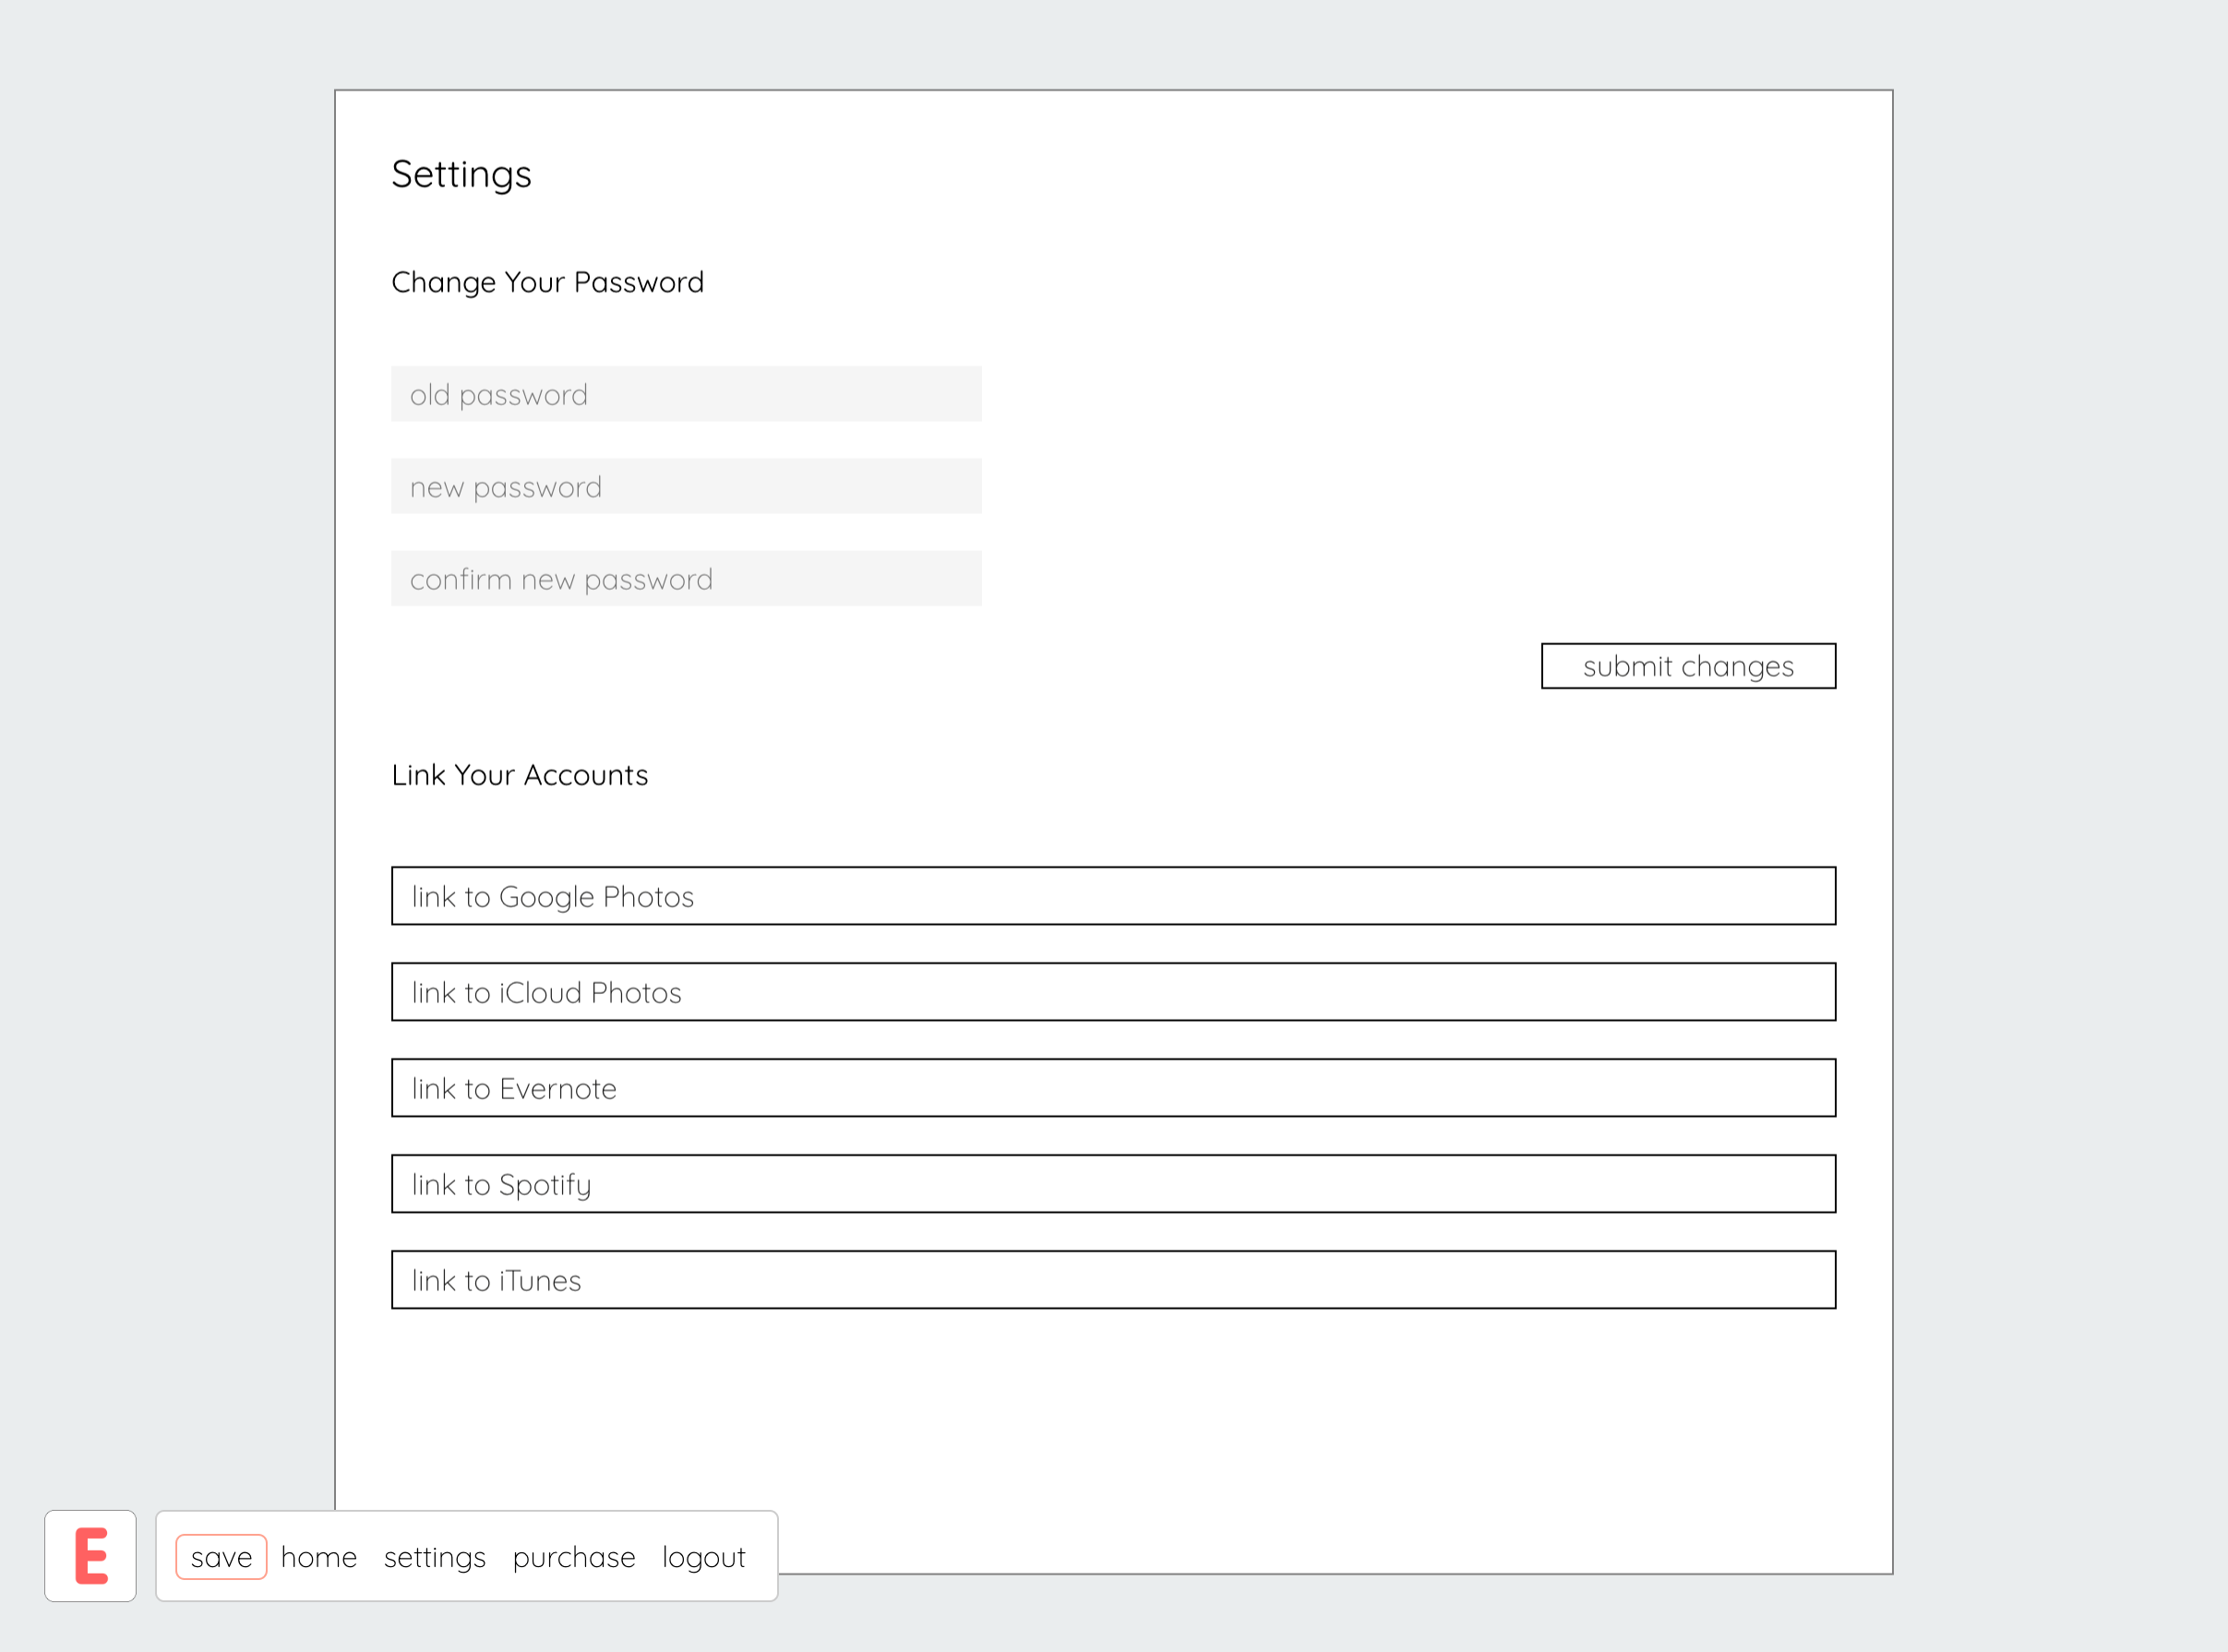 Settings
Change Your Password
old password
new password
confirm new password
submit changes
Link Your Accounts
link to Google Photos
link to iCloud Photos
link to Evernote
link to Spotify
link to iTunes
E
save home settings purchase logout